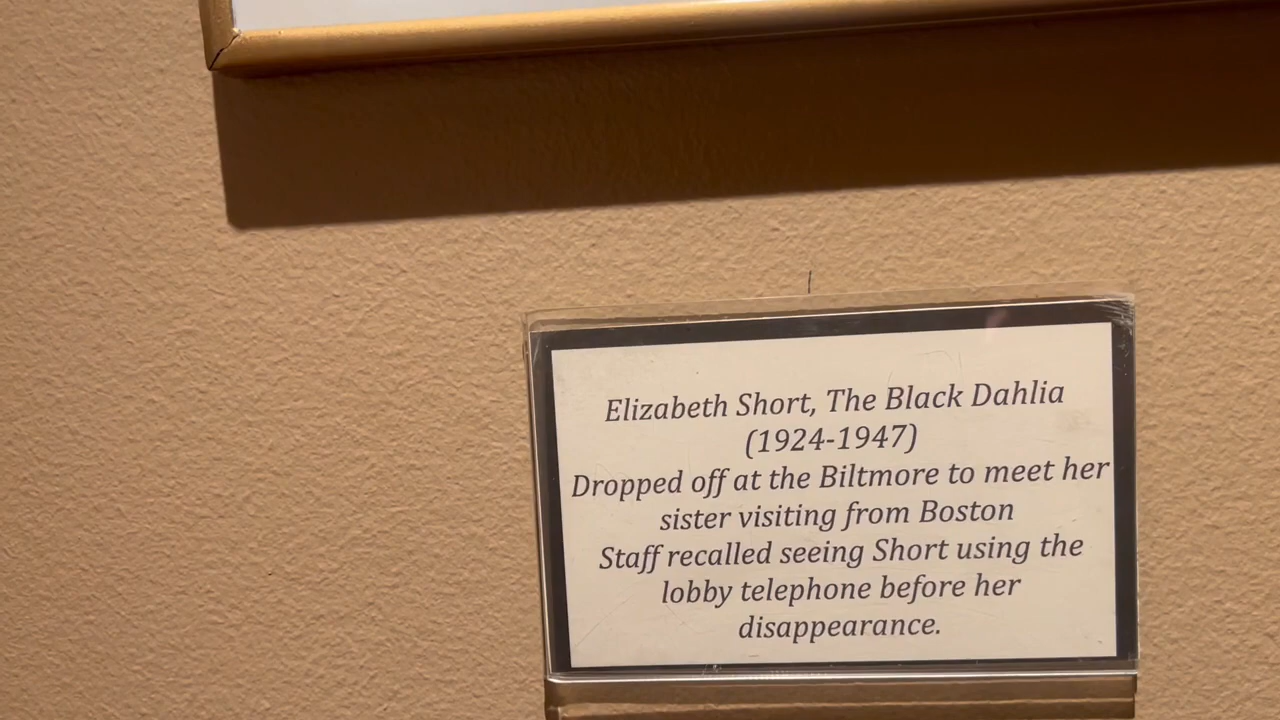 Elizabeth Short, The Black Dahlia
(1924-1947)
Dropped off at the Biltmore to meet her
sister visiting from Boston
Staff recalled seeing Short using the
lobby telephone before her
disappearance.